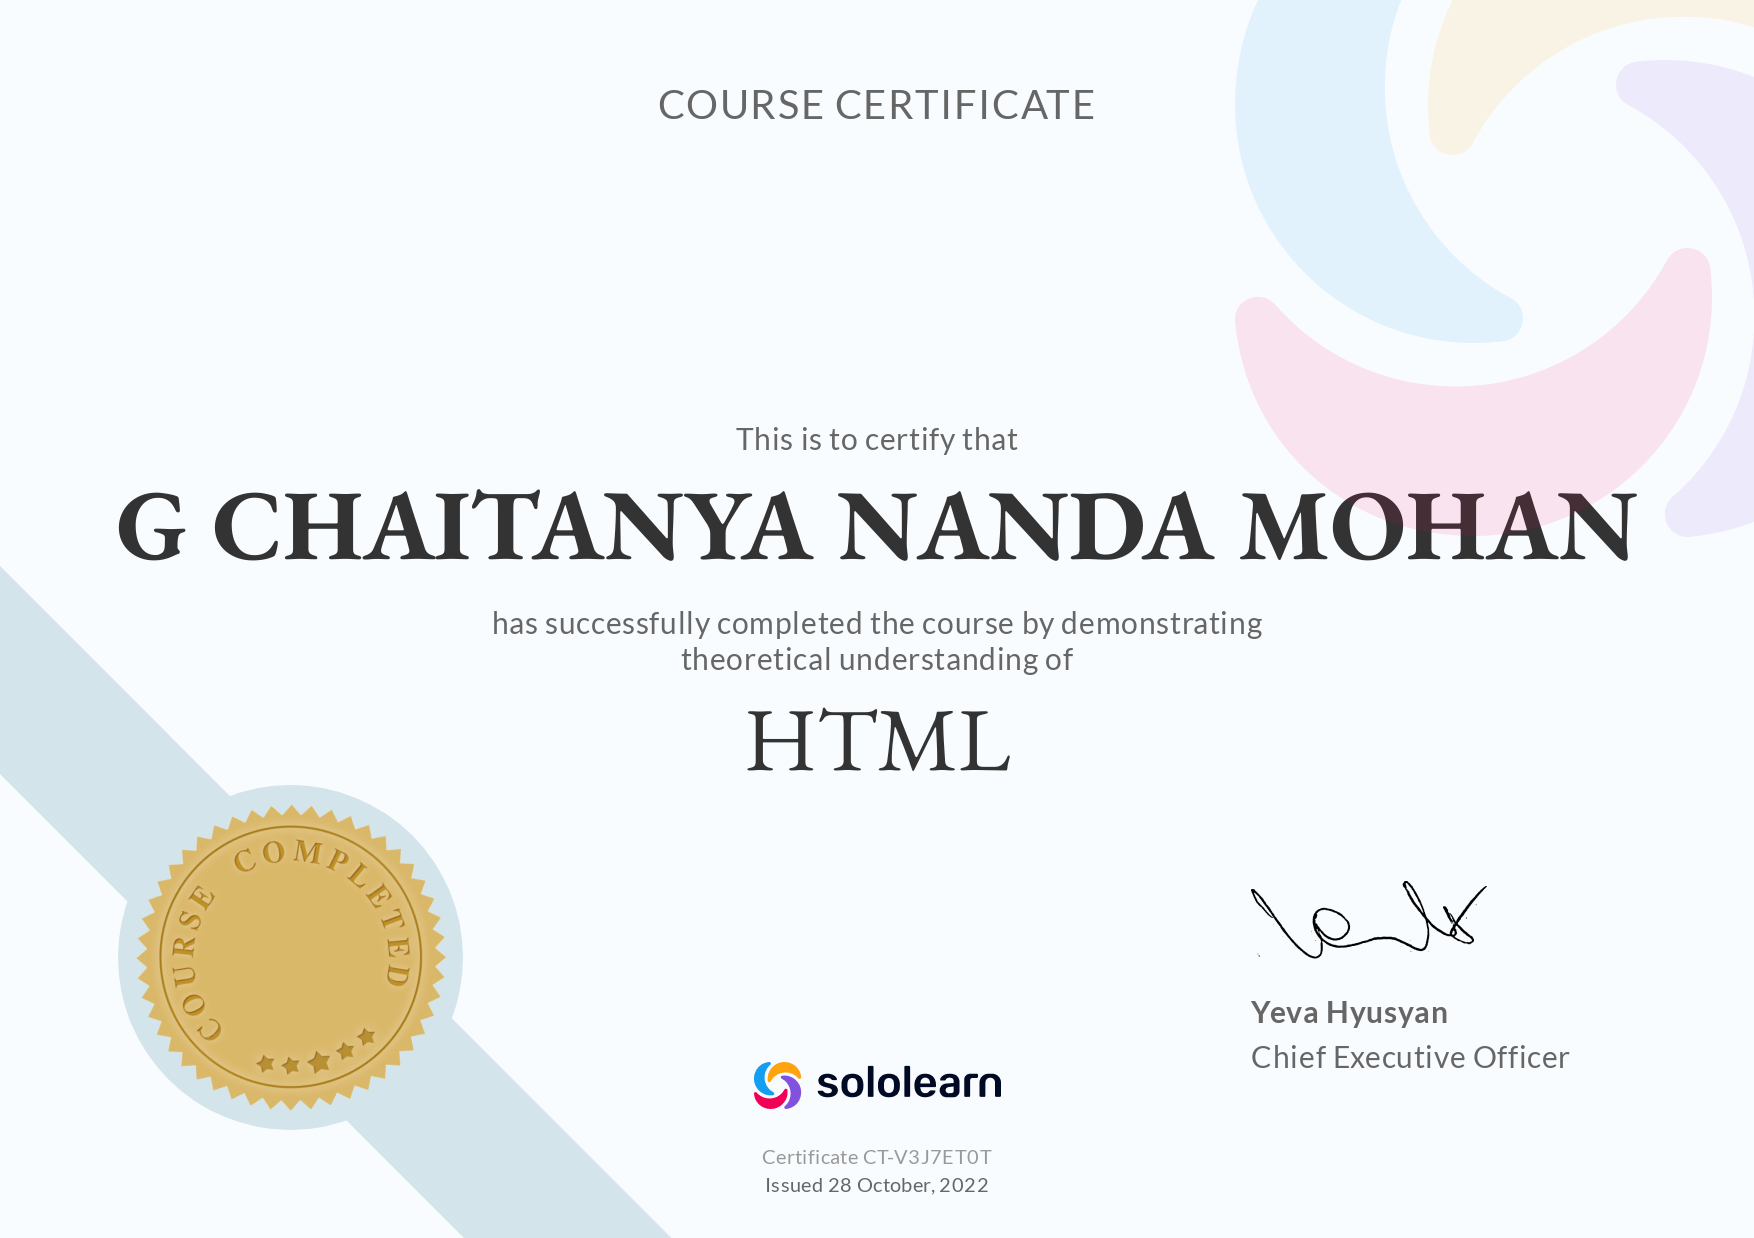 COURSE CERTIFICATE
This is to certify that
G CHAITANYA NANDA MOHAN
has successfully completed the course by demonstrating
theoretical understanding of
HTML
COURSE COMPLETED
Yeva Hyusyan
Chief Executive Officer
sololearn
Certificate CT-V3J7ET0T
Issued 28 October, 2022